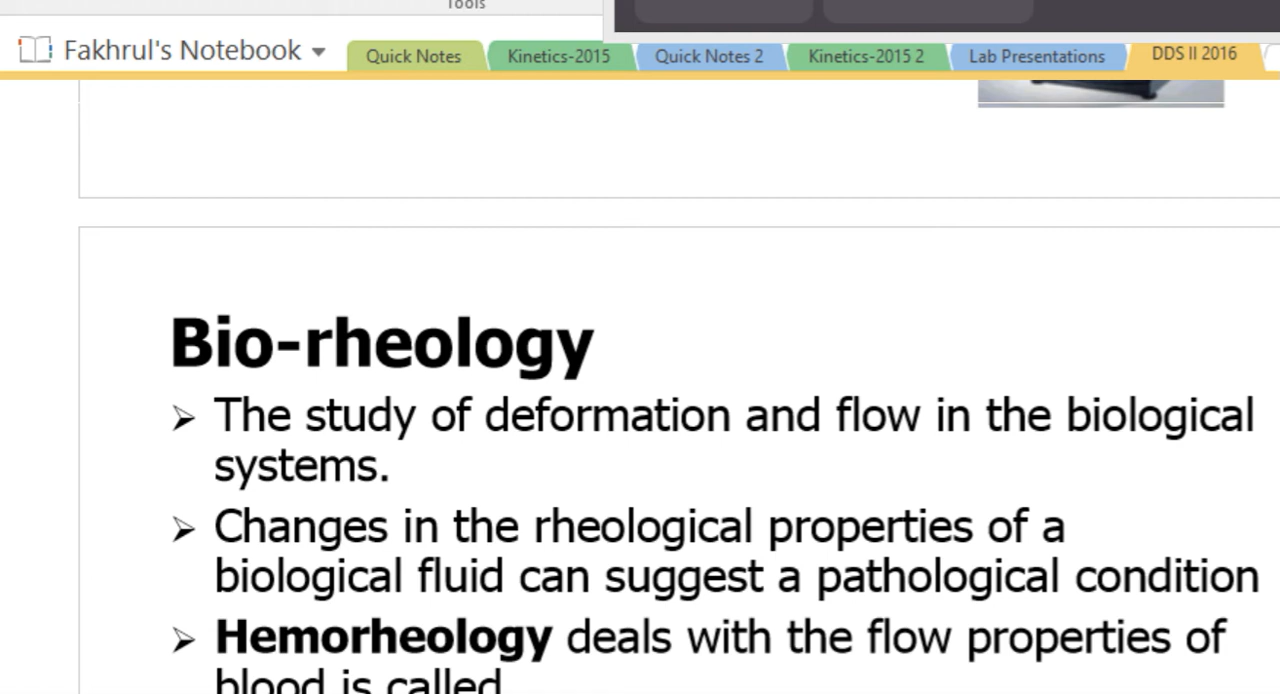 Tools
Fakhrul's Notebook
Quick Notes
Kinetics-2015
Quick Notes 2
Kinetics-2015 2
Lab Presentations
DDS II 2016
Bio-rheology
➢ The study of deformation and flow in the biological
systems.
➢ Changes in the rheological properties of a
biological fluid can suggest a pathological condition
➢ Hemorheology deals with the flow properties of
blood is called